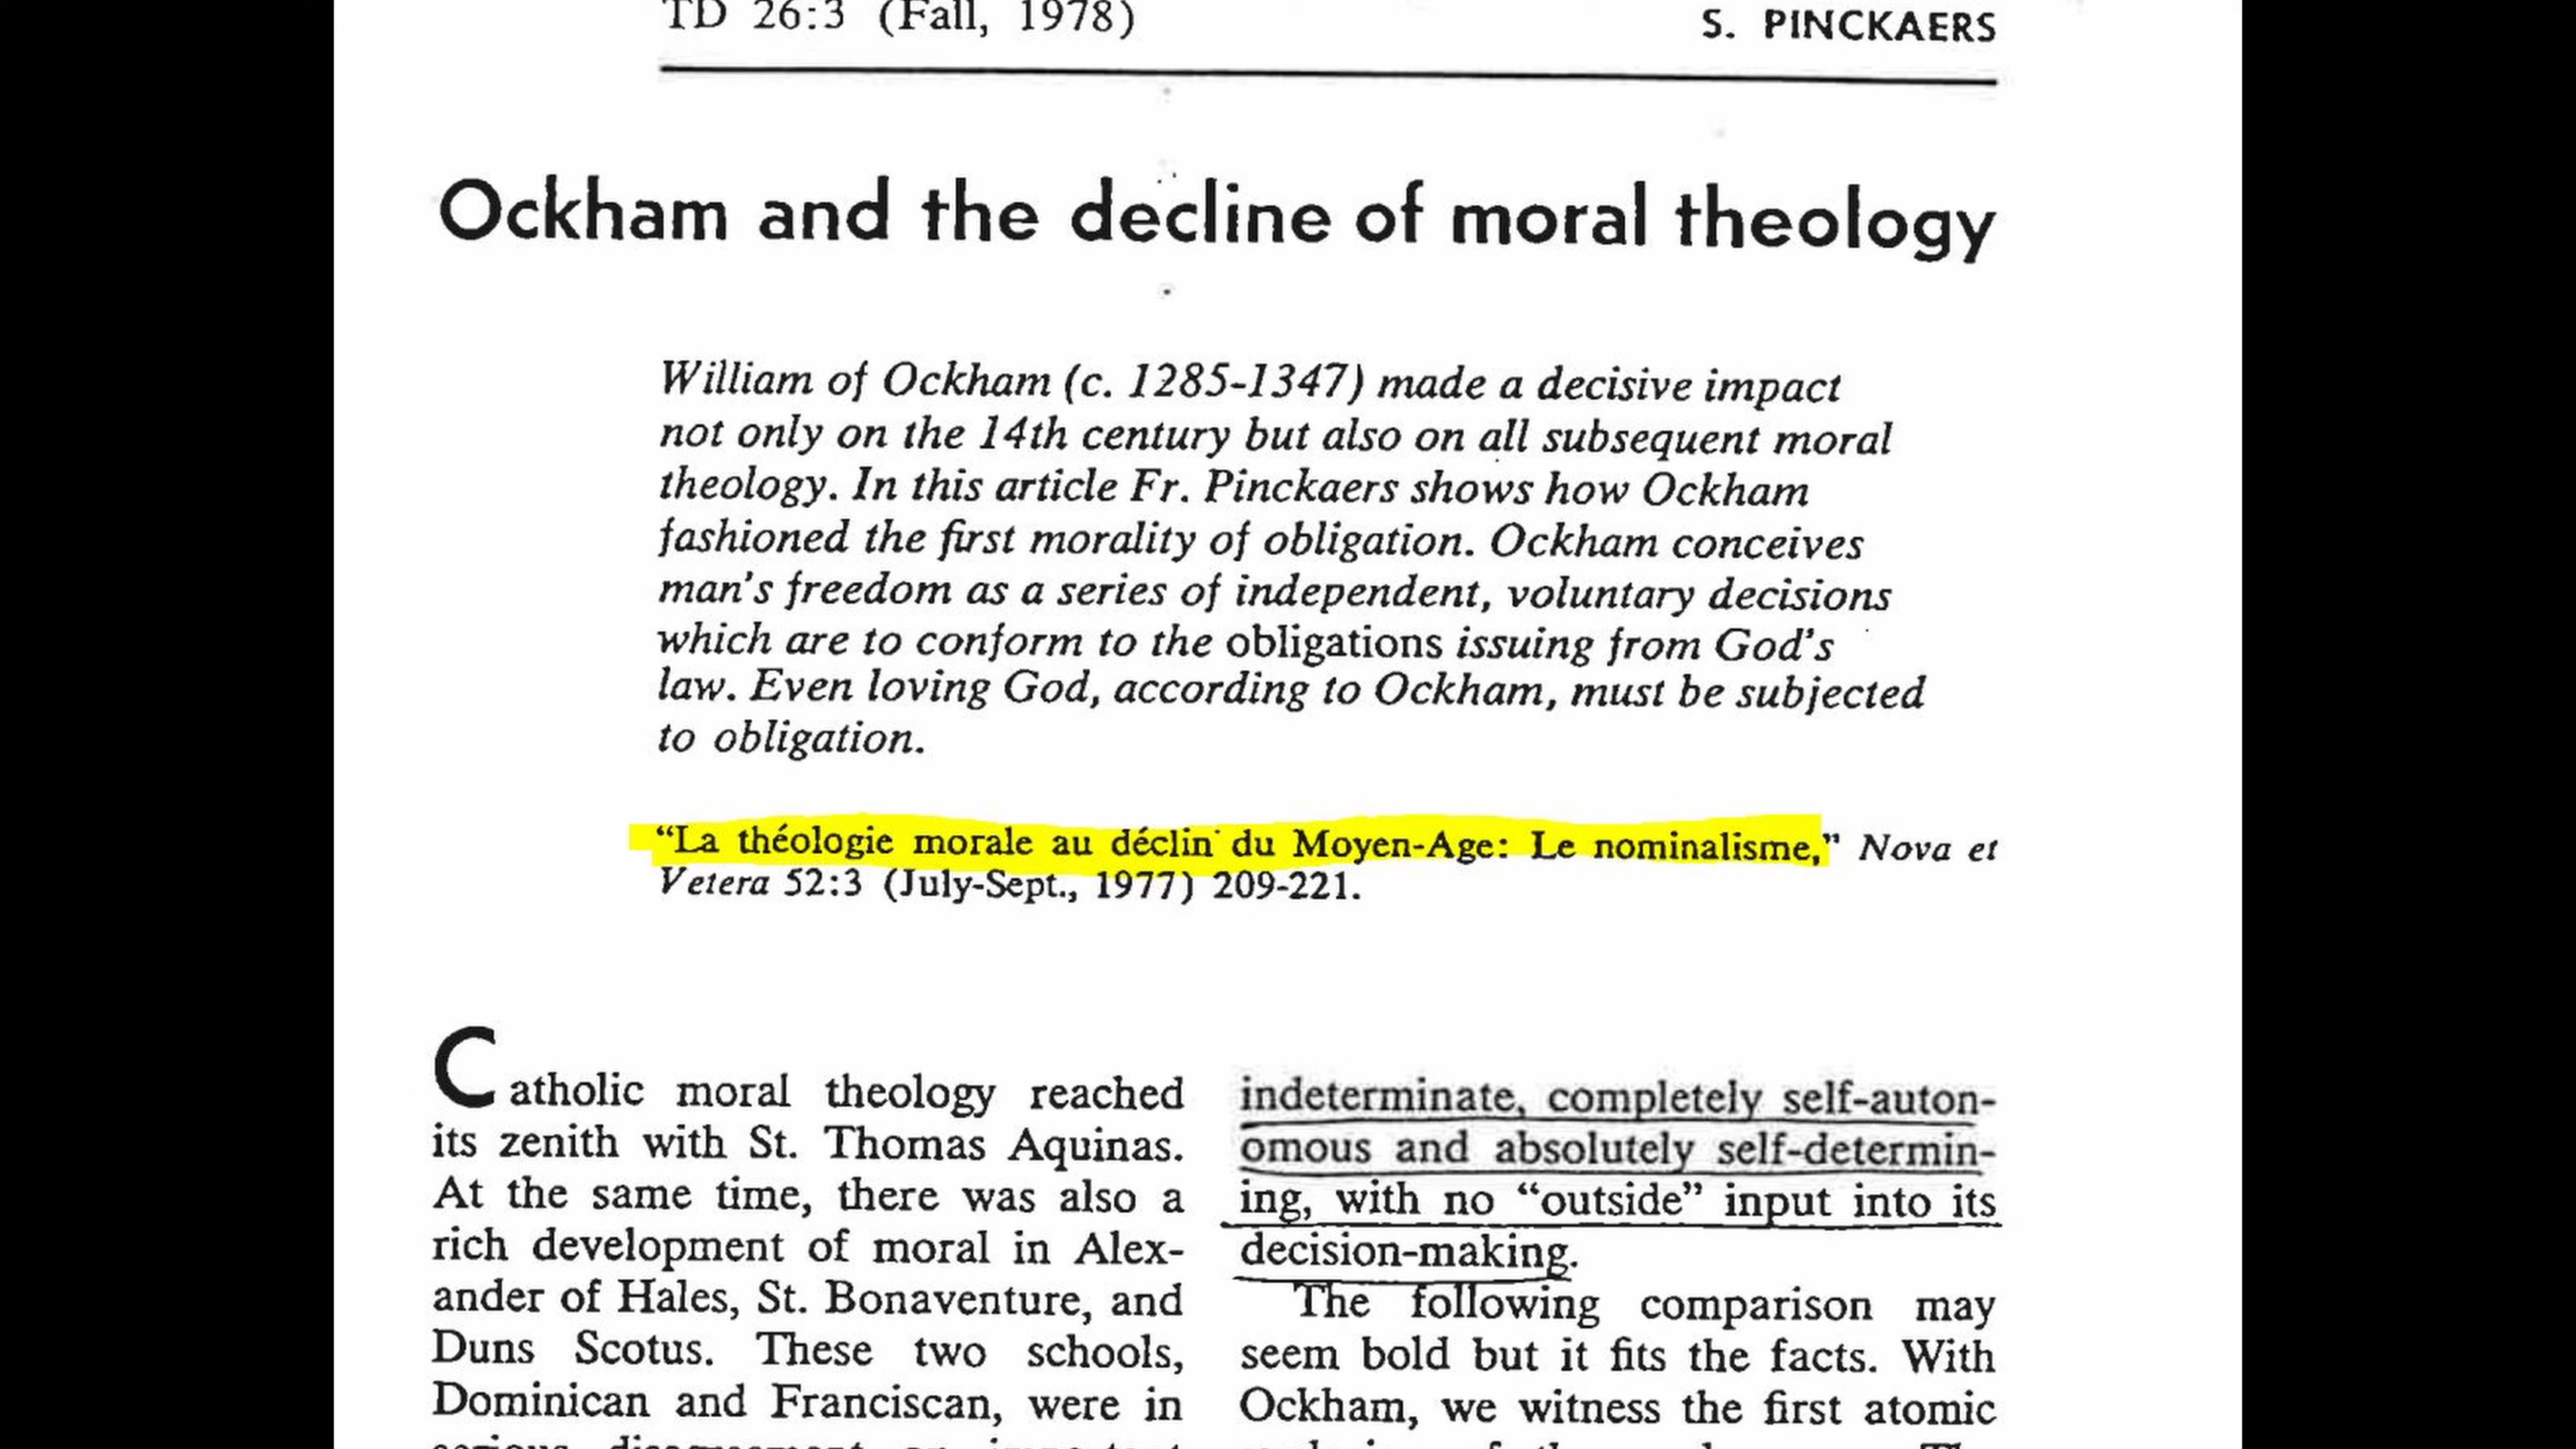 TD 26:3 (Fall, 1978)
S. PINCKAERS
Ockham and the decline of moral theology
William of Ockham (c. 1285-1347) made a decisive impact
not only on the 14th century but also on all subsequent moral
theology. In this article Fr. Pinckaers shows how Ockham
fashioned the first morality of obligation. Ockham conceives
man's freedom as a series of independent, voluntary decisions
which are to conform to the obligations issuing from God's
law. Even loving God, according to Ockham, must be subjected
to obligation.
“La théologie morale au déclin du Moyen-Age: Le nominalisme,” Nova et
Vetera 52:3 (July-Sept., 1977) 209-221.
Catholic moral theology reached
its zenith with St. Thomas Aquinas.
At the same time, there was also a
rich development of moral in Alex-
ander of Hales, St. Bonaventure, and
Duns Scotus. These two schools,
Dominican and Franciscan, were in
indeterminate, completely self-auton-
omous and absolutely self-determin-
ing, with no “outside” input into its
decision-making.
The following comparison may
seem bold but it fits the facts. With
Ockham, we witness the first atomic